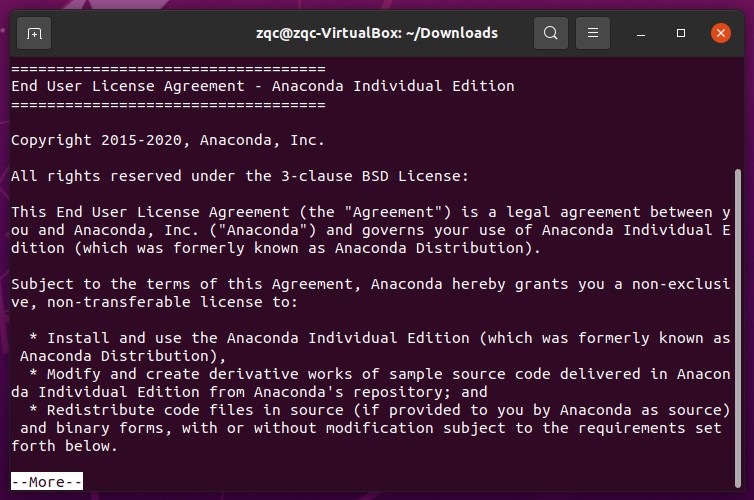 zqc@zqc-VirtualBox: ~/Downloads
===================================
End User License Agreement - Anaconda Individual Edition
===================================
Copyright 2015-2020, Anaconda, Inc.
All rights reserved under the 3-clause BSD License:
This End User License Agreement (the "Agreement") is a legal agreement between y
ou and Anaconda, Inc. ("Anaconda") and governs your use of Anaconda Individual E
dition (which was formerly known as Anaconda Distribution).
Subject to the terms of this Agreement, Anaconda hereby grants you a non-exclusi
ve, non-transferable license to:
  * Install and use the Anaconda Individual Edition (which was formerly known as
 Anaconda Distribution),
  * Modify and create derivative works of sample source code delivered in Anacon
da Individual Edition from Anaconda's repository; and
  * Redistribute code files in source (if provided to you by Anaconda as source)
 and binary forms, with or without modification subject to the requirements set
forth below.
--More--